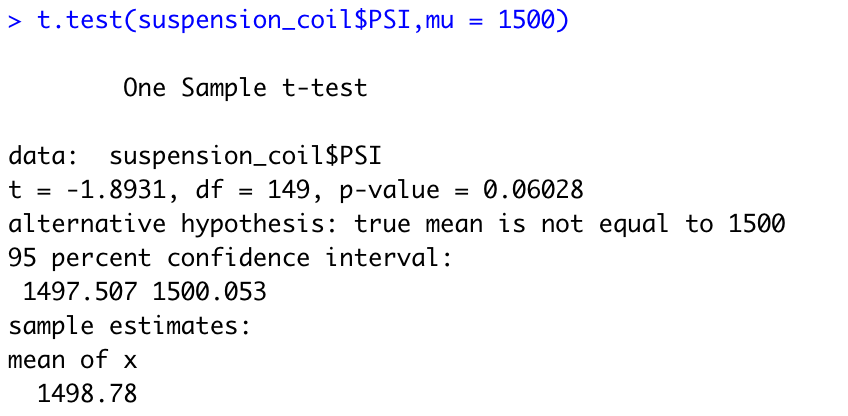 > t.test(suspension_coil$PSI,mu = 1500)
One Sample t-test
data:  suspension_coil$PSI
t = -1.8931, df = 149, p-value = 0.06028
alternative hypothesis: true mean is not equal to 1500
95 percent confidence interval:
1497.507 1500.053
sample estimates:
mean of x
1498.78